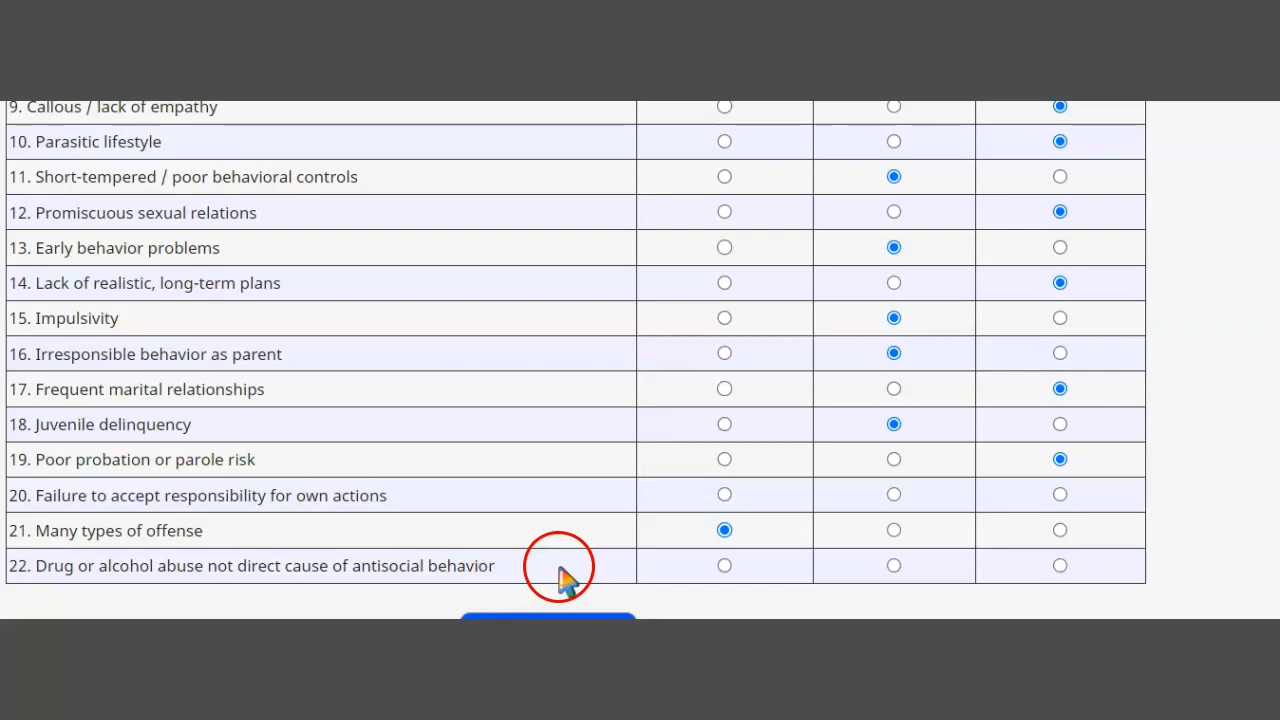 9. Callous / lack of empathy
10. Parasitic lifestyle
11. Short-tempered / poor behavioral controls
12. Promiscuous sexual relations
13. Early behavior problems
14. Lack of realistic, long-term plans
15. Impulsivity
16. Irresponsible behavior as parent
17. Frequent marital relationships
18. Juvenile delinquency
19. Poor probation or parole risk
20. Failure to accept responsibility for own actions
21. Many types of offense
22. Drug or alcohol abuse not direct cause of antisocial behavior